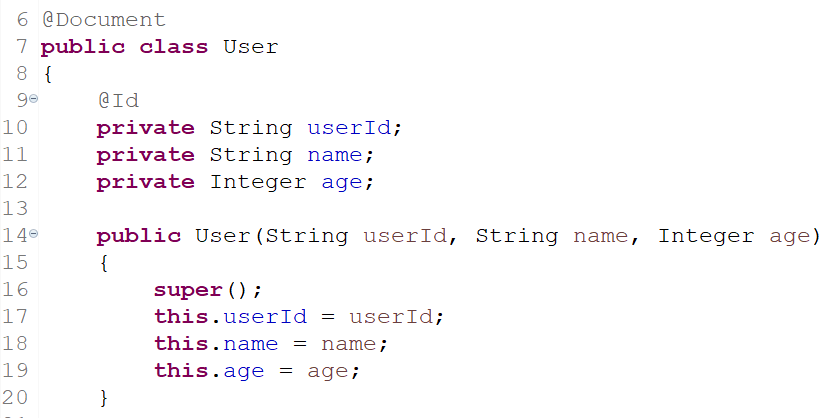 6 @Document
7 public class User
8 {
9 @Id
10 private String userId;
11 private String name;
12 private Integer age;
13
14 public User(String userId, String name, Integer age)
15 {
16 super();
17 this.userId = userId;
18 this.name = name;
19 this.age = age;
20 }